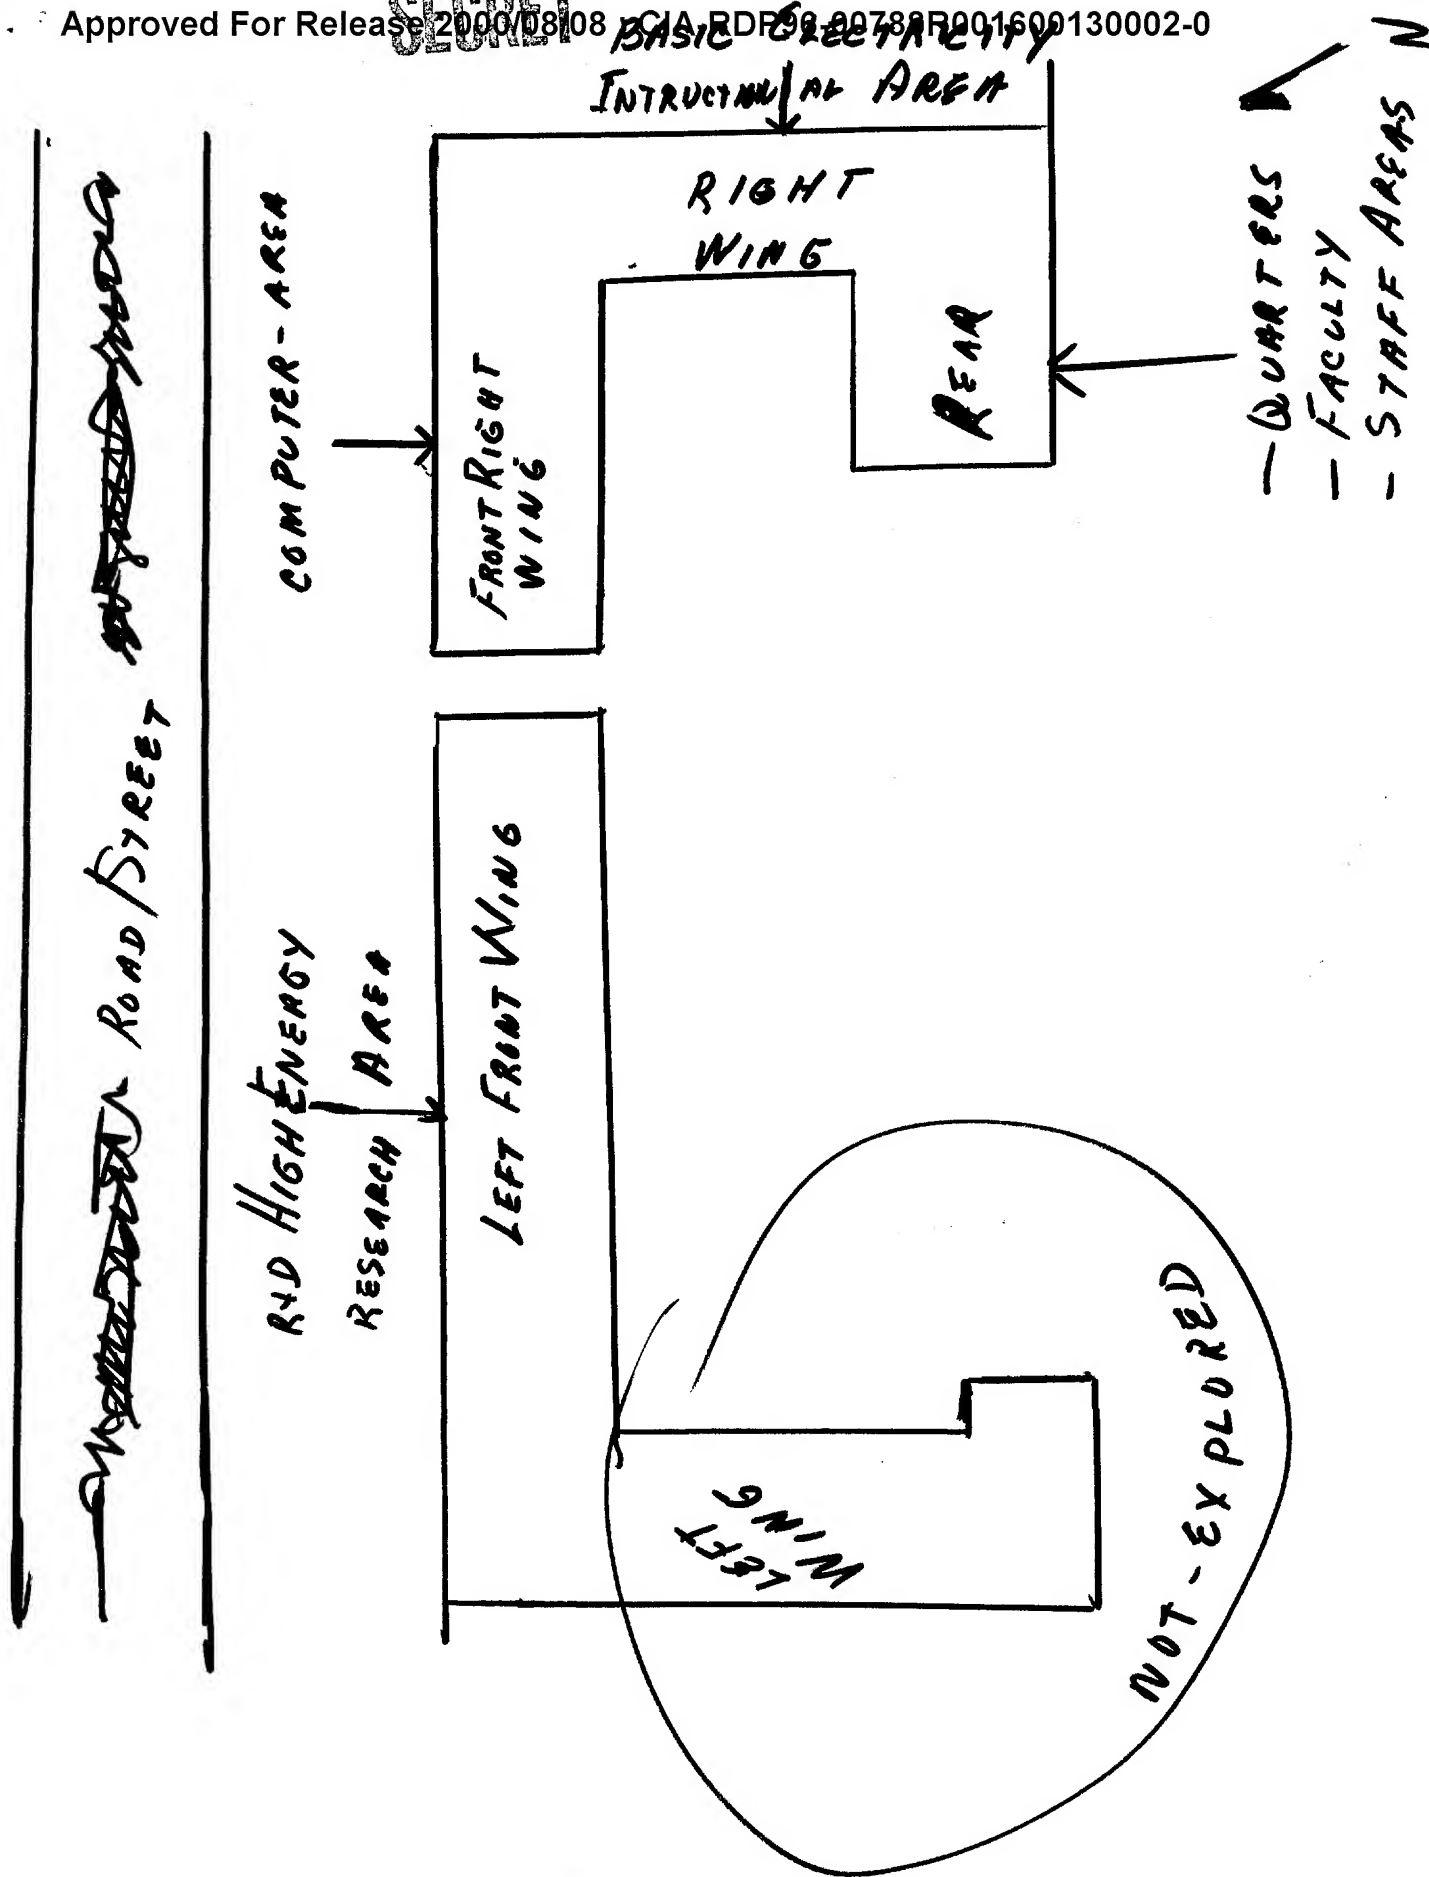 Approved For Release 2000/08/08 : CIA-RDP96-00788R001600130002-0
SECRET
BASIC ELECTRICITY
INTRUCTIONAL AREA
N
RIGHT
WING
COMPUTER-AREA
FRONT RIGHT
WING
REAR
- QUARTERS
- FACULTY
- STAFF AREAS
ROAD/STREET
R+D HIGH ENERGY
RESEARCH AREA
LEFT FRONT WING
LEFT
WING
NOT-EXPLORED